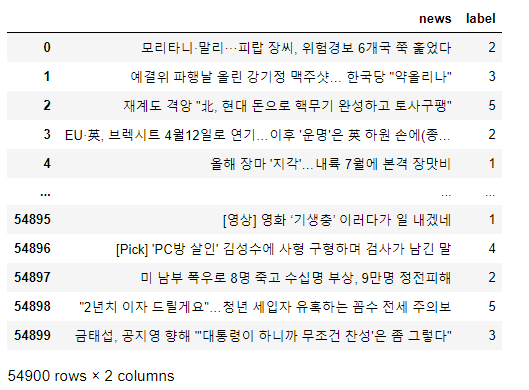 news label
0 모리타니·말리…피랍 장씨, 위험경보 6개국 쭉 훑었다 2
1 예결위 파행날 올린 강기정 맥주샷... 한국당 "약올리나" 3
2 재계도 격앙 "北, 현대 돈으로 핵무기 완성하고 토사구팽" 5
3 EU·英, 브렉시트 4월12일로 연기...이후 '운명'은 英 하원 손에(종... 2
4 올해 장마 '지각'...내륙 7월에 본격 장맛비 1
... ... ...
54895 [영상] 영화 ‘기생충’ 이러다가 일 내겠네 1
54896 [Pick] 'PC방 살인' 김성수에 사형 구형하며 검사가 남긴 말 4
54897 미 남부 폭우로 8명 죽고 수십명 부상, 9만명 정전피해 2
54898 "2년치 이자 드릴게요"...청년 세입자 유혹하는 꼼수 전세 주의보 5
54899 금태섭, 공지영 향해 "'대통령이 하니까 무조건 찬성'은 좀 그렇다" 3
54900 rows × 2 columns